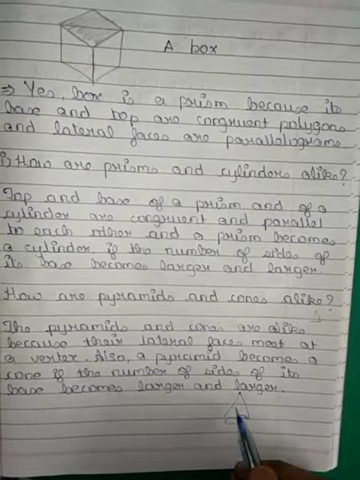 A box
⇒ Yes, box is a prism because its
base and top are congruent polygons
and lateral faces are parallelograms
i) How are prisms and cylinders alike?
Top and base of a prism and of a
cylinder are congruent and parallel
to each other and a prism becomes
a cylinder if the number of sides of
its base becomes larger and larger.
How are pyramids and cones alike?
The pyramids and cones are alike
because their lateral faces meet at
a vertex. Also, a pyramid becomes a
cone if the number of sides of its
base becomes larger and larger.